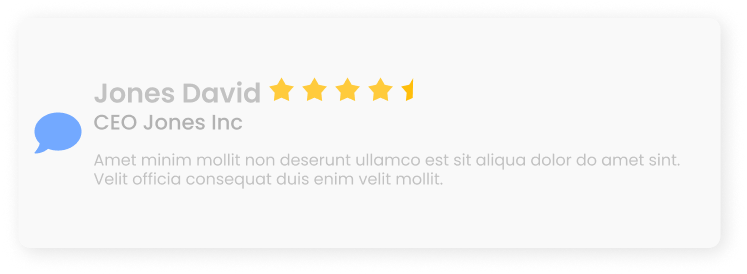 Jones David
CEO Jones Inc
Amet minim mollit non deserunt ullamco est sit aliqua dolor do amet sint.
Velit officia consequat duis enim velit mollit.